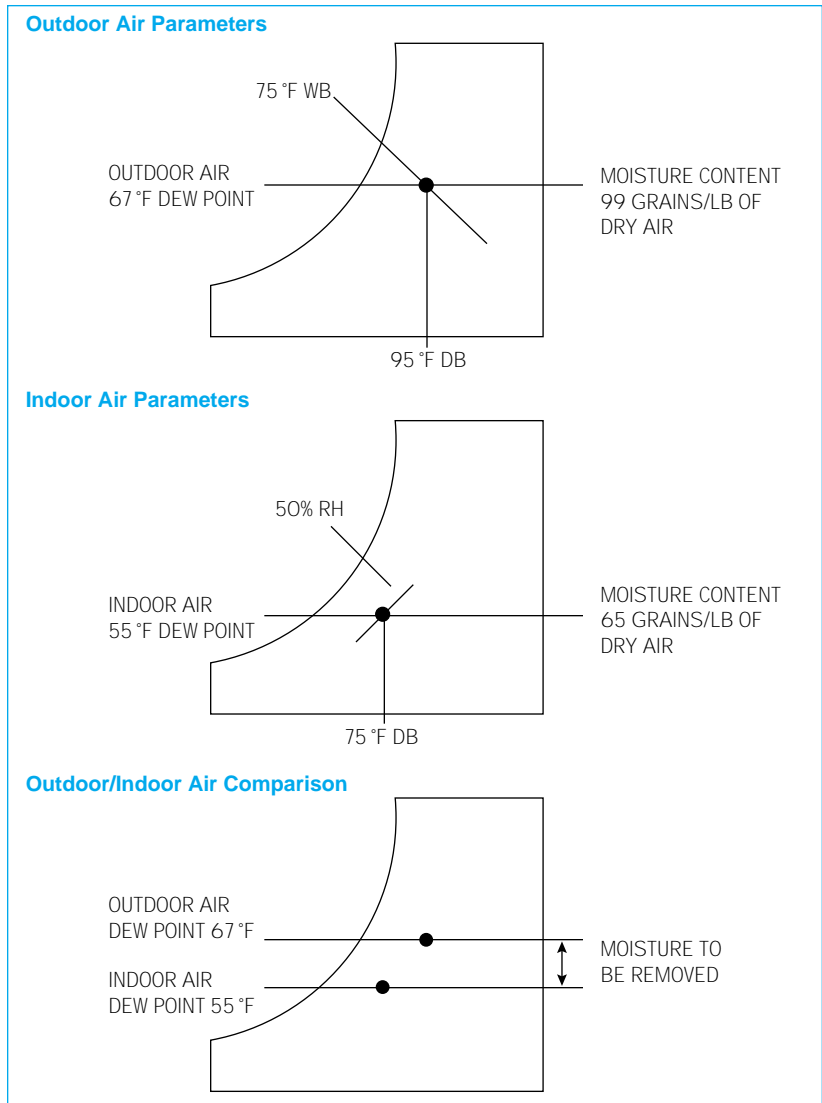 Outdoor Air Parameters
75 °F WB
OUTDOOR AIR
67 °F DEW POINT
MOISTURE CONTENT
99 GRAINS/LB OF
DRY AIR
95 °F DB
Indoor Air Parameters
50% RH
INDOOR AIR
55 °F DEW POINT
MOISTURE CONTENT
65 GRAINS/LB OF
DRY AIR
75 °F DB
Outdoor/Indoor Air Comparison
OUTDOOR AIR
DEW POINT 67 °F
INDOOR AIR
DEW POINT 55 °F
MOISTURE TO
BE REMOVED